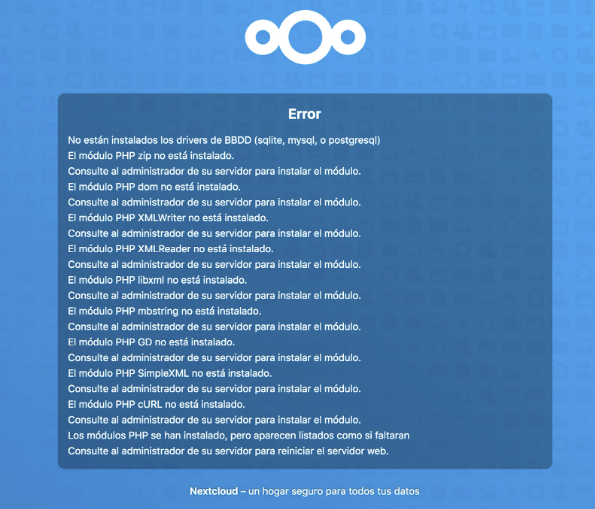 Error
No están instalados los drivers de BBDD (sqlite, mysql, o postgresql)
El módulo PHP zip no está instalado.
Consulte al administrador de su servidor para instalar el módulo.
El módulo PHP dom no está instalado.
Consulte al administrador de su servidor para instalar el módulo.
El módulo PHP XMLWriter no está instalado.
Consulte al administrador de su servidor para instalar el módulo.
El módulo PHP XMLReader no está instalado.
Consulte al administrador de su servidor para instalar el módulo.
El módulo PHP libxml no está instalado.
Consulte al administrador de su servidor para instalar el módulo.
El módulo PHP mbstring no está instalado.
Consulte al administrador de su servidor para instalar el módulo.
El módulo PHP GD no está instalado.
Consulte al administrador de su servidor para instalar el módulo.
El módulo PHP SimpleXML no está instalado.
Consulte al administrador de su servidor para instalar el módulo.
El módulo PHP cURL no está instalado.
Consulte al administrador de su servidor para instalar el módulo.
Los módulos PHP se han instalado, pero aparecen listados como si faltaran
Consulte al administrador de su servidor para reiniciar el servidor web.
Nextcloud – un hogar seguro para todos tus datos